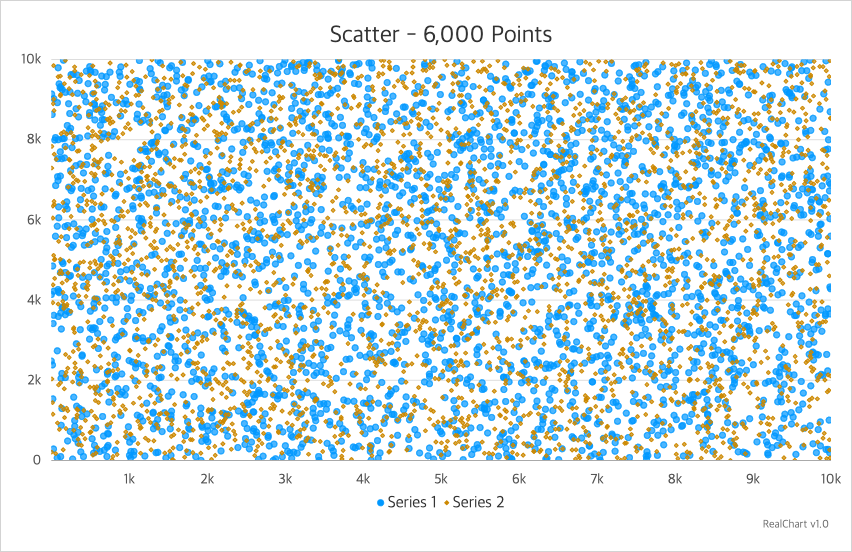 Scatter - 6,000 Points
10k
8k
6k
4k
2k
0
1k 2k 3k 4k 5k 6k 7k 8k 9k 10k
Series 1 Series 2
RealChart v1.0